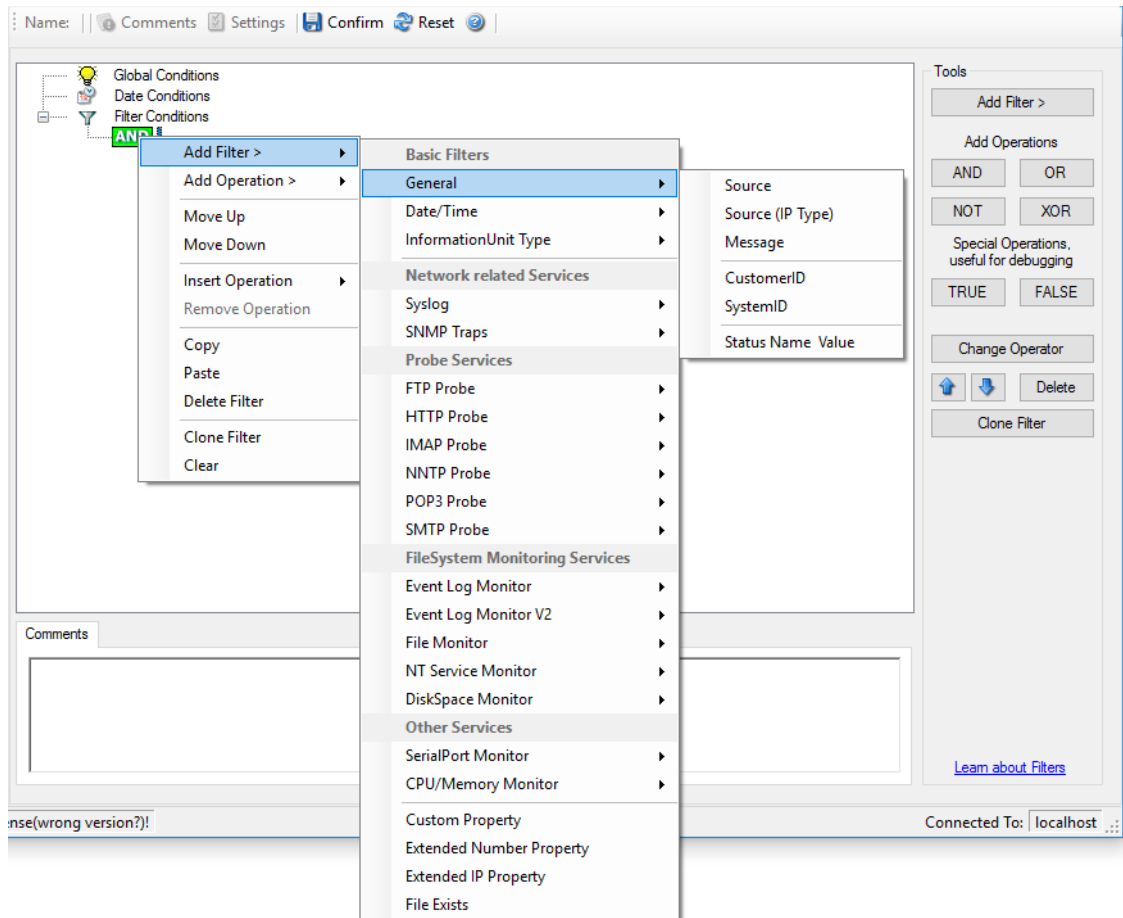 Name: Comments Settings Confirm Reset
Global Conditions
Date Conditions
Filter Conditions
AND
Add Filter >
Add Operation >
Move Up
Move Down
Insert Operation
Remove Operation
Copy
Paste
Delete Filter
Clone Filter
Clear
Basic Filters
General
Date/Time
InformationUnit Type
Network related Services
Syslog
SNMP Traps
Probe Services
FTP Probe
HTTP Probe
IMAP Probe
NNTP Probe
POP3 Probe
SMTP Probe
FileSystem Monitoring Services
Event Log Monitor
Event Log Monitor V2
File Monitor
NT Service Monitor
DiskSpace Monitor
Other Services
SerialPort Monitor
CPU/Memory Monitor
Custom Property
Extended Number Property
Extended IP Property
File Exists
Source
Source (IP Type)
Message
CustomerID
SystemID
Status Name Value
Tools
Add Filter >
Add Operations
AND OR
NOT XOR
Special Operations,
useful for debugging
TRUE FALSE
Change Operator
Delete
Clone Filter
Learn about Filters
Comments
nse(wrong version?)!
Connected To: localhost